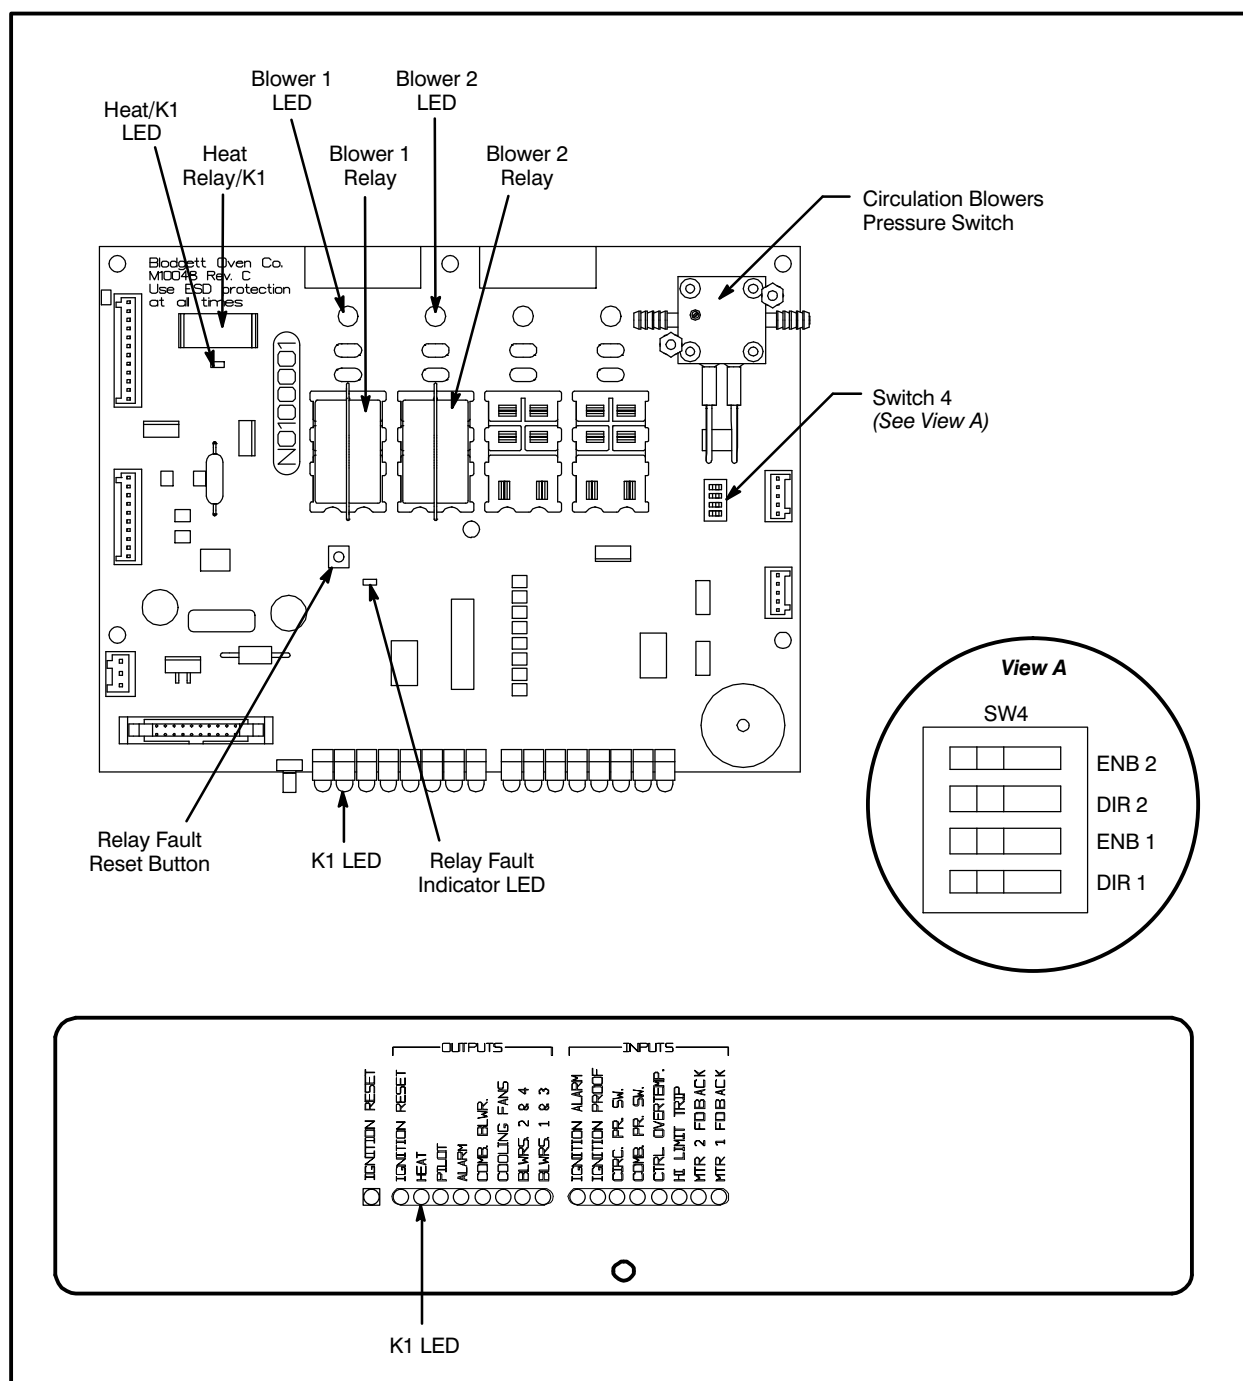 Blower 1
LED
Blower 2
LED
Heat/K1
LED
Heat
Relay/K1
Blower 1
Relay
Blower 2
Relay
Circulation Blowers
Pressure Switch
Blodgett Oven Co.
M10048 Rev. C
Use ESD protection
at all times
NO100001
Switch 4
(See View A)
View A
SW4
ENB 2
DIR 2
ENB 1
DIR 1
Relay Fault
Reset Button
K1 LED
Relay Fault
Indicator LED
OUTPUTS
INPUTS
IGNITION RESET
IGNITION RESET
HEAT
PILOT
ALARM
COMB. BLWR.
COOLING FANS
BLWRS. 2 & 4
BLWRS. 1 & 3
IGNITION ALARM
IGNITION PROOF
CIRC. PR. SW.
COMB. PR. SW.
CTRL OVERTEMP.
HI LIMIT TRIP
MTR 2 FDBACK
MTR 1 FDBACK
K1 LED